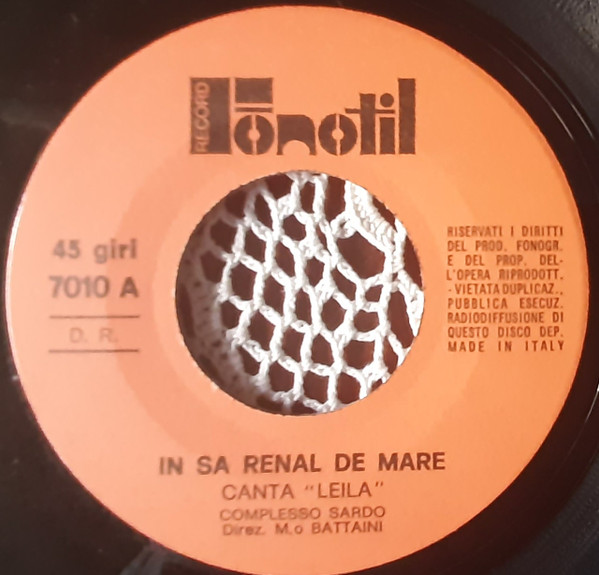 RECORD
fonotil
45 giri
7010 A
D. R.
RISERVATI I DIRITTI
DEL PROD. FONOGR.
E DEL PROP. DEL-
L'OPERA RIPRODOTT.
- VIETATA DUPLICAZ.,
PUBBLICA ESECUZ.
RADIODIFFUSIONE DI
QUESTO DISCO DEP.
MADE IN ITALY
IN SA RENAL DE MARE
CANTA "LEILA"
COMPLESSO SARDO
Direz. M.o BATTAINI